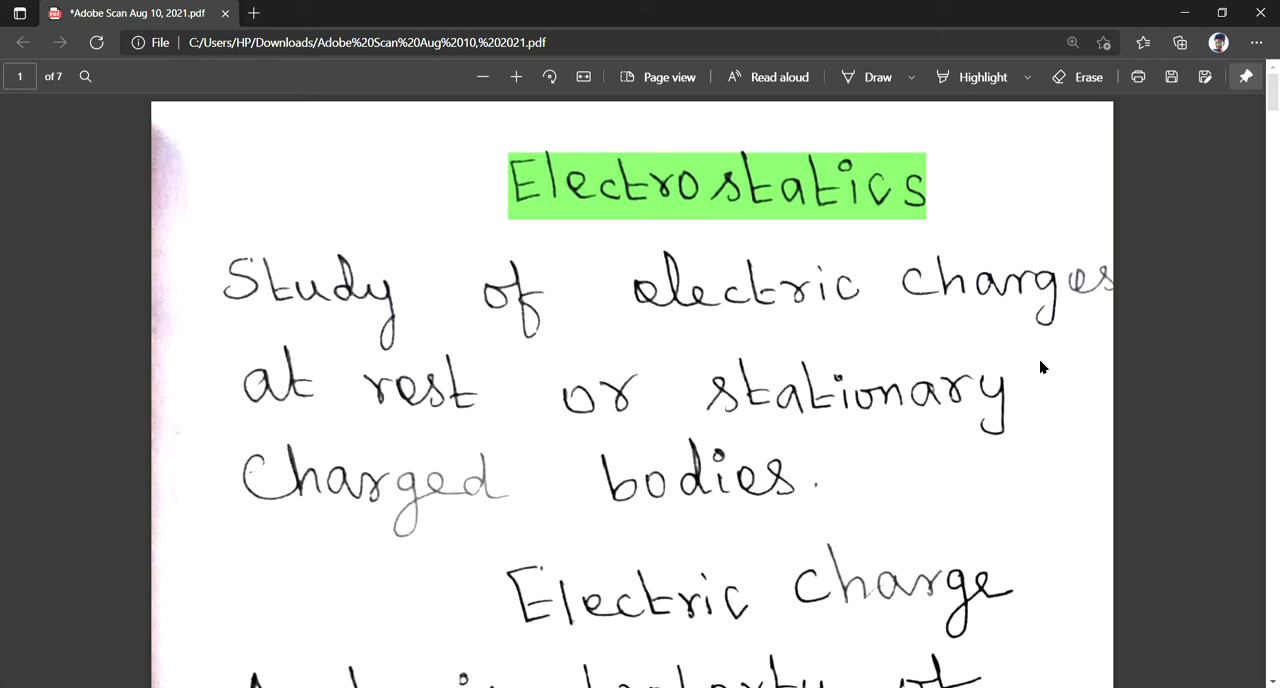 *Adobe Scan Aug 10, 2021.pdf
File | C:/Users/HP/Downloads/Adobe%20Scan%20Aug%2010,%202021.pdf
1 of 7 Page view Read aloud Draw Highlight Erase
Electrostatics
Study of electric charges
at rest or stationary
charged bodies.
Electric charge